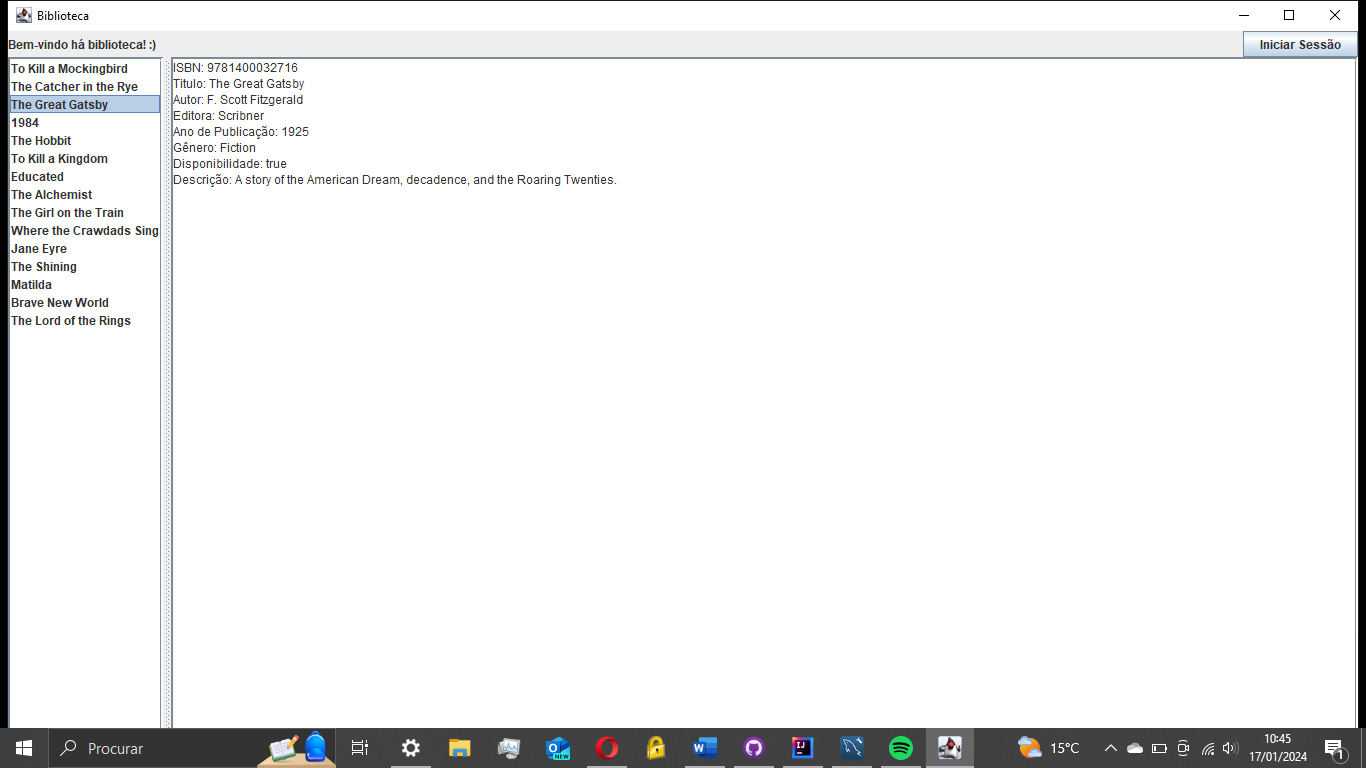 Biblioteca
Bem-vindo há biblioteca! :)
Iniciar Sessão
To Kill a Mockingbird
The Catcher in the Rye
The Great Gatsby
1984
The Hobbit
To Kill a Kingdom
Educated
The Alchemist
The Girl on the Train
Where the Crawdads Sing
Jane Eyre
The Shining
Matilda
Brave New World
The Lord of the Rings
ISBN: 9781400032716
Titulo: The Great Gatsby
Autor: F. Scott Fitzgerald
Editora: Scribner
Ano de Publicação: 1925
Gênero: Fiction
Disponibilidade: true
Descrição: A story of the American Dream, decadence, and the Roaring Twenties.
Procurar
NEW
W
IJ
15°C
10:45
17/01/2024
1